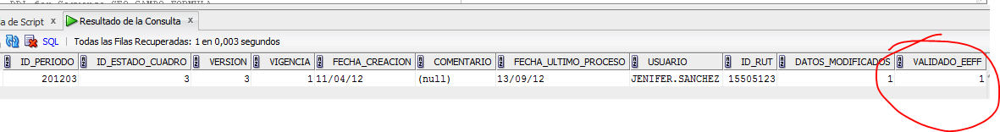 a de Script x Resultado de la Consulta x
SQL | Todas las Filas Recuperadas: 1 en 0,003 segundos
ID_PERIODO ID_ESTADO_CUADRO VERSION VIGENCIA FECHA_CREACION COMENTARIO FECHA_ULTIMO_PROCESO USUARIO ID_RUT DATOS_MODIFICADOS VALIDADO_EEFF
201203 3 3 1 11/04/12 (null) 13/09/12 JENIFER.SANCHEZ 15505123 1 1